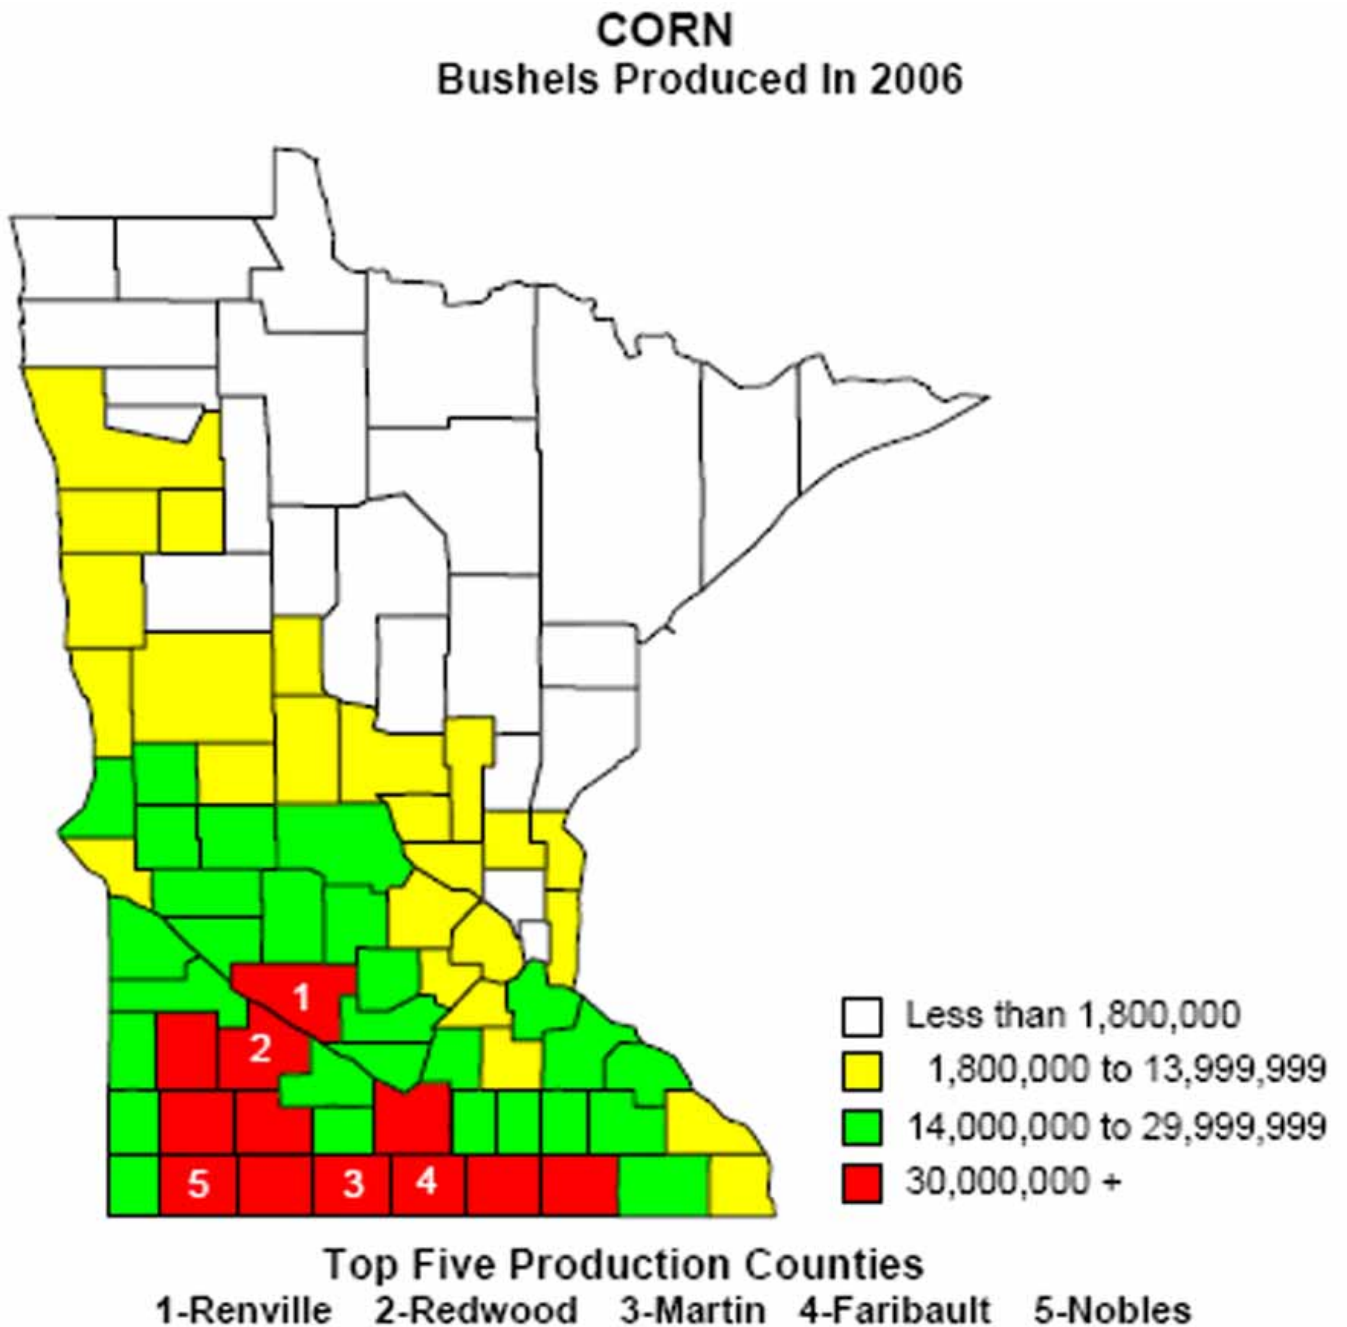 CORN
Bushels Produced In 2006
1
2
5
3
4
Less than 1,800,000
1,800,000 to 13,999,999
14,000,000 to 29,999,999
30,000,000 +
Top Five Production Counties
1-Renville 2-Redwood 3-Martin 4-Faribault 5-Nobles